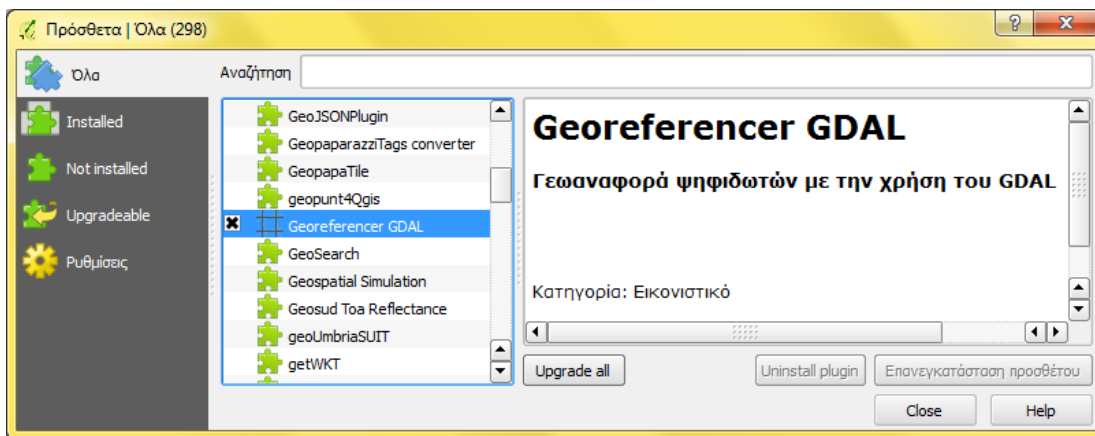 Πρόσθετα | Όλα (298)
Όλα
Installed
Not installed
Upgradeable
Ρυθμίσεις
Αναζήτηση
GeoJSONPlugin
GeopaparazziTags converter
GeopapaTile
geopunt4Qgis
Georeferencer GDAL
GeoSearch
Geospatial Simulation
Geosud Toa Reflectance
geoUmbriaSUIT
getWKT
Georeferencer GDAL
Γεωαναφορά ψηφιδωτών με την χρήση του GDAL
Κατηγορία: Εικονιστικό
Upgrade all
Uninstall plugin
Επανεγκατάσταση προσθέτου
Close
Help